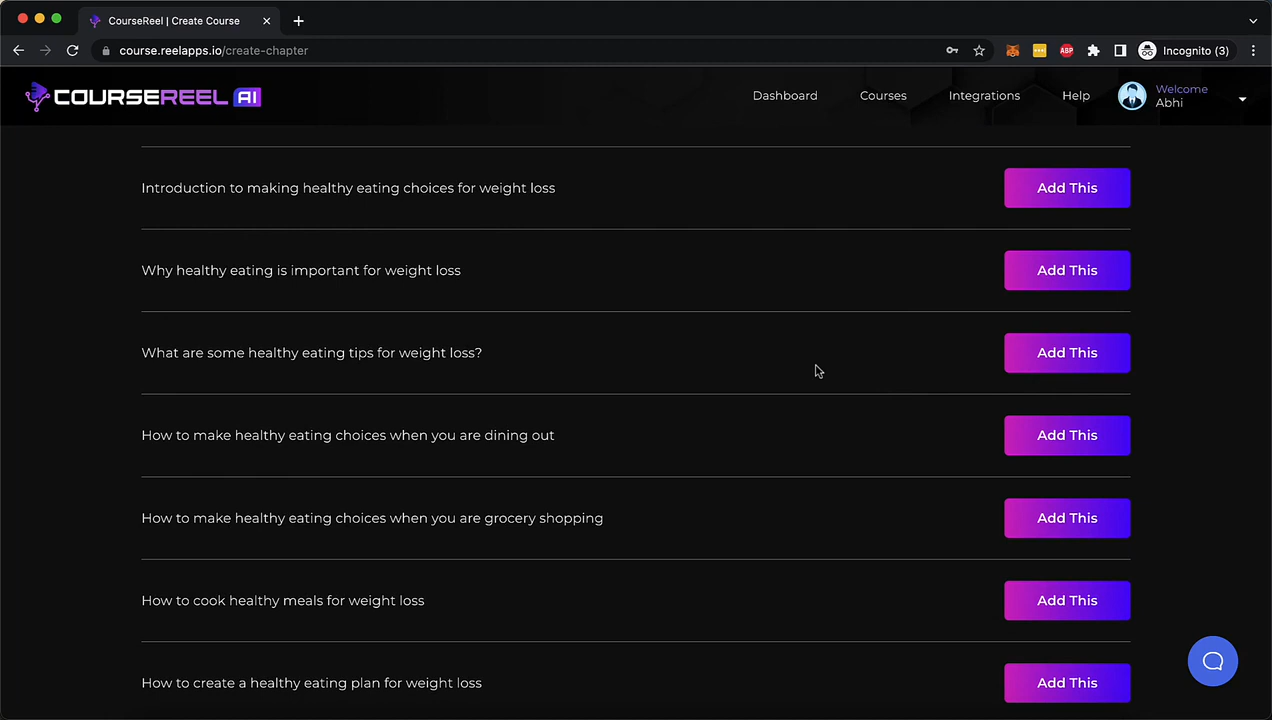 CourseReel | Create Course
course.reelapps.io/create-chapter
ABP
Incognito (3)
COURSEREEL AI
Dashboard
Courses
Integrations
Help
Welcome
Abhi
Introduction to making healthy eating choices for weight loss
Add This
Why healthy eating is important for weight loss
Add This
What are some healthy eating tips for weight loss?
Add This
How to make healthy eating choices when you are dining out
Add This
How to make healthy eating choices when you are grocery shopping
Add This
How to cook healthy meals for weight loss
Add This
How to create a healthy eating plan for weight loss
Add This